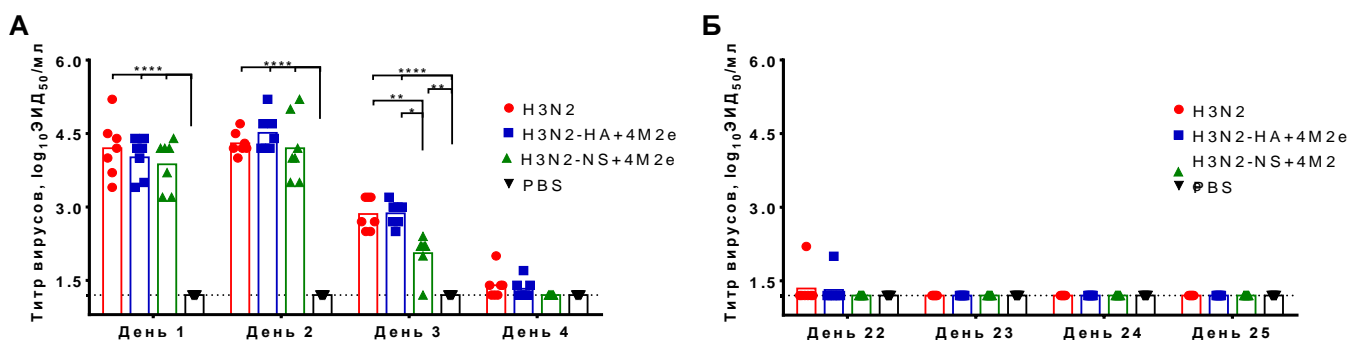 А
Титр вирусов, log10ЭИД50/мл
6.0
4.5
3.0
1.5
****
****
****
**
**
*
H3N2
H3N2-HA+4M2e
H3N2-NS+4M2e
PBS
День 1
День 2
День 3
День 4
Б
Титр вирусов, log10ЭИД50/мл
6.0
4.5
3.0
1.5
H3N2
H3N2-HA+4M2e
H3N2-NS+4M2
e
PBS
День 22
День 23
День 24
День 25